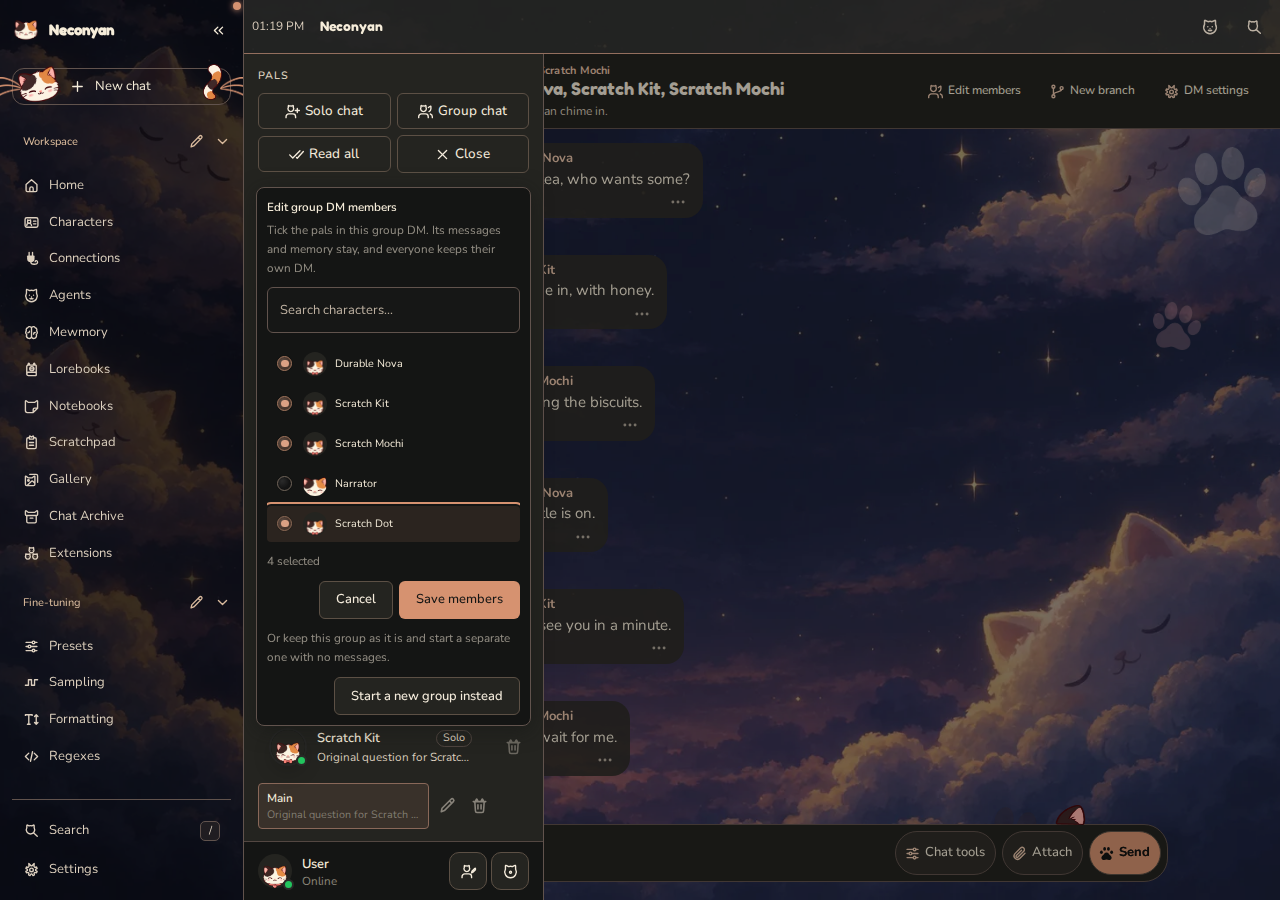 Neconyan
New chat
Workspace
Home
Characters
Connections
Agents
Mewmory
Lorebooks
Notebooks
Scratchpad
Gallery
Chat Archive
Extensions
Fine-tuning
Presets
Sampling
Formatting
Regexes
Search /
Settings
01:19 PM Neconyan
PALS
Solo chat Group chat
Read all Close
Edit group DM members
Tick the pals in this group DM. Its messages
and memory stay, and everyone keeps their
own DM.
Search characters...
Durable Nova
Scratch Kit
Scratch Mochi
Narrator
Scratch Dot
4 selected
Cancel Save members
Or keep this group as it is and start a separate
one with no messages.
Start a new group instead
Scratch Kit Solo
Original question for Scratc...
Main
Original question for Scratch ...
User
Online
Scratch Mochi
va, Scratch Kit, Scratch Mochi
an chime in.
Edit members New branch DM settings
Nova
ea, who wants some?
Kit
e in, with honey.
Mochi
ng the biscuits.
Nova
tle is on.
Kit
see you in a minute.
Mochi
wait for me.
Chat tools Attach Send